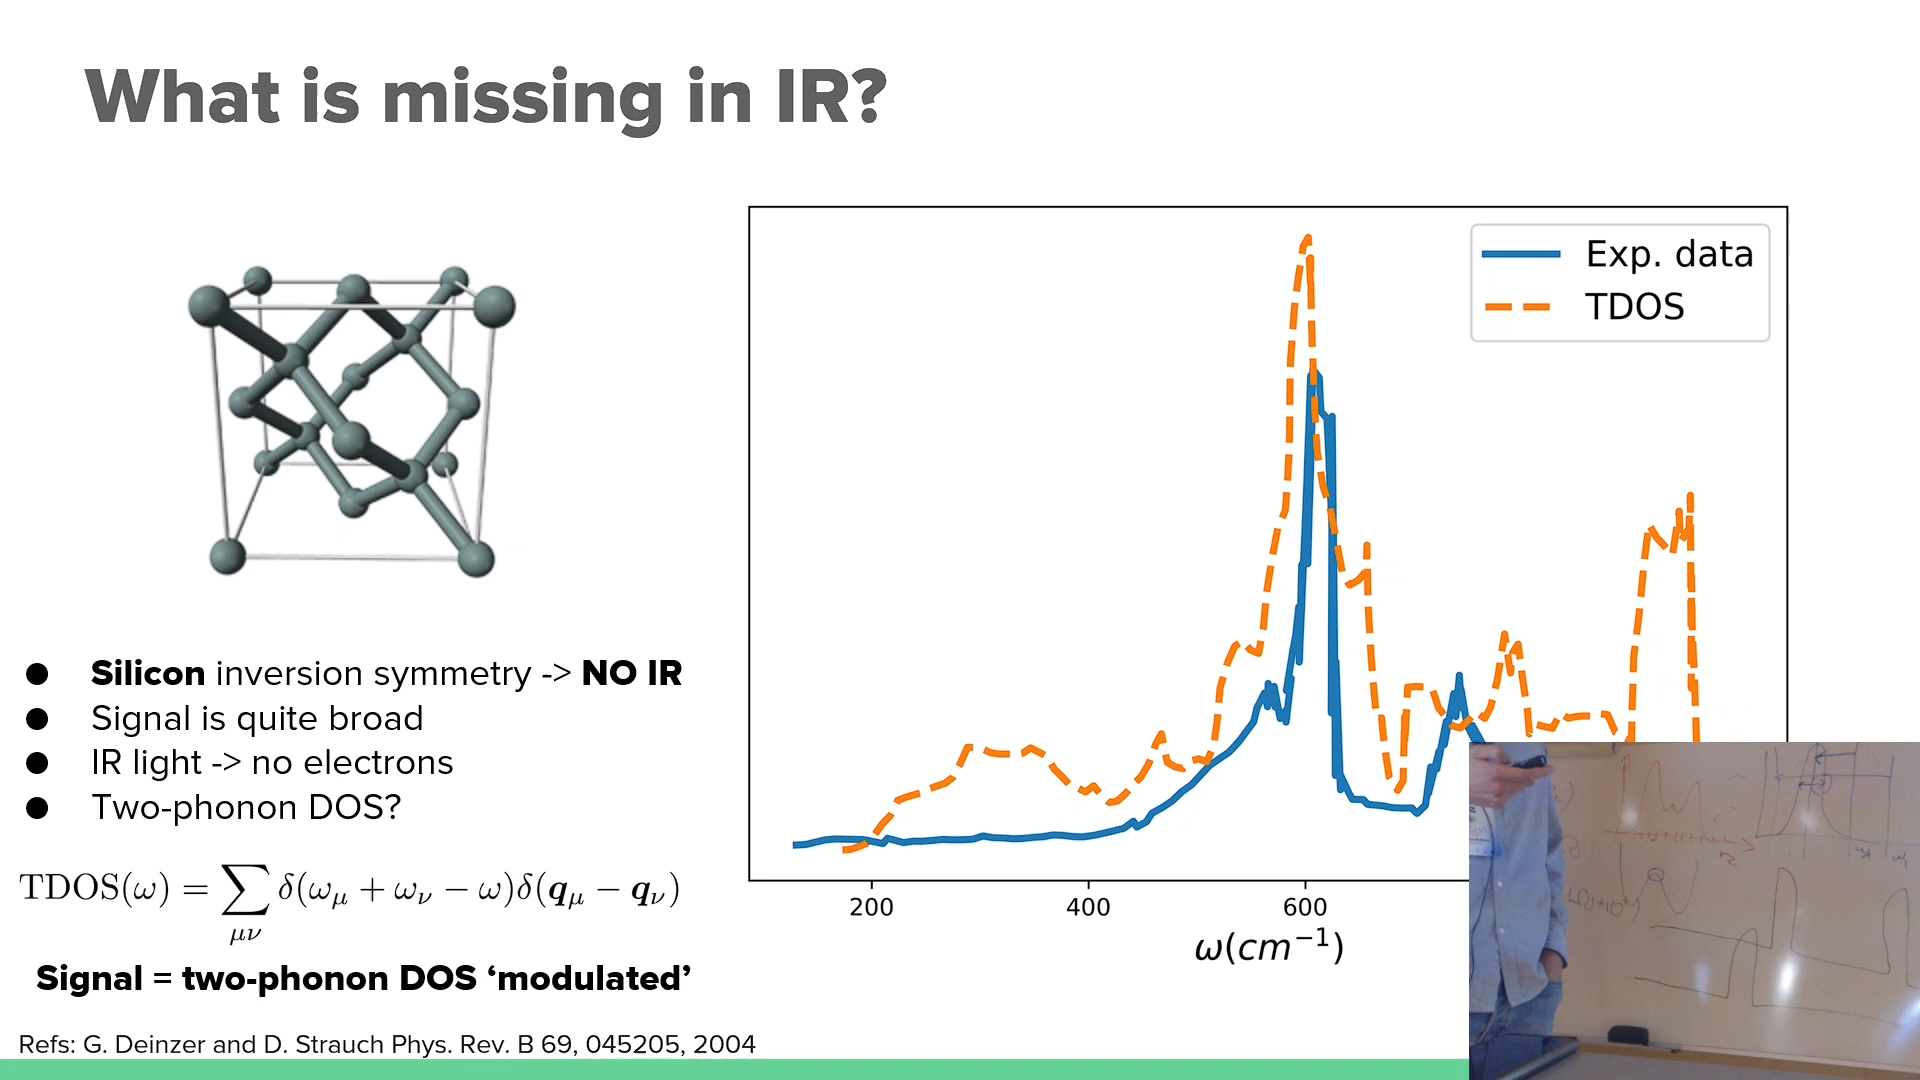 What is missing in IR?
● Silicon inversion symmetry -> NO IR
● Signal is quite broad
● IR light -> no electrons
● Two-phonon DOS?
TDOS(ω) = ∑_{μν} δ(ω_μ + ω_ν − ω)δ(q_μ − q_ν)
Signal = two-phonon DOS ‘modulated’
Refs: G. Deinzer and D. Strauch Phys. Rev. B 69, 045205, 2004
Exp. data
TDOS
200 400 600
ω(cm⁻¹)